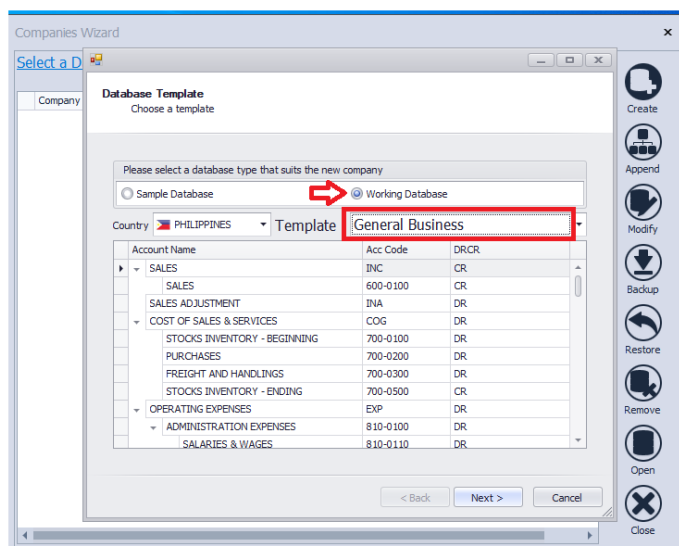 Companies Wizard
Select a D
Company
Database Template
Choose a template
Please select a database type that suits the new company
Sample Database
Working Database
Country PHILIPPINES Template General Business
Account Name Acc Code DRCR
SALES INC CR
SALES 600-0100 CR
SALES ADJUSTMENT INA DR
COST OF SALES & SERVICES COG DR
STOCKS INVENTORY - BEGINNING 700-0100 DR
PURCHASES 700-0200 DR
FREIGHT AND HANDLINGS 700-0300 DR
STOCKS INVENTORY - ENDING 700-0500 CR
OPERATING EXPENSES EXP DR
ADMINISTRATION EXPENSES 810-0100 DR
SALARIES & WAGES 810-0110 DR
< Back Next > Cancel
Create
Append
Modify
Backup
Restore
Remove
Open
Close